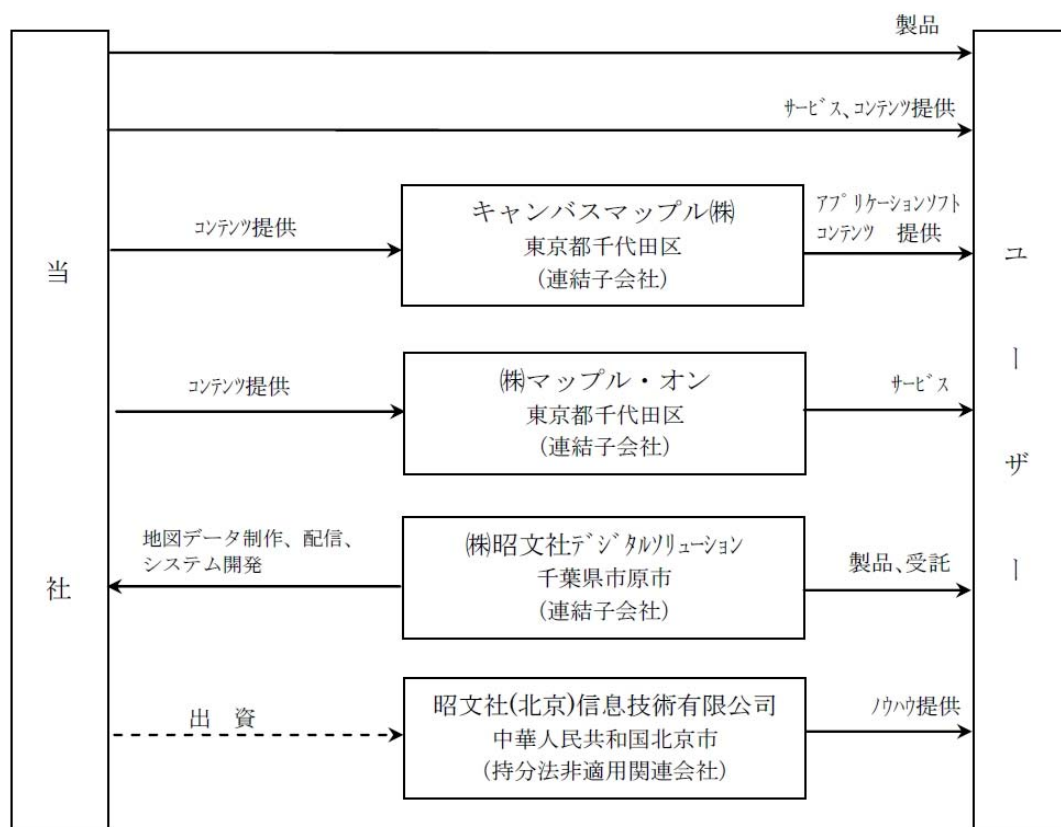 製品
サービス、コンテンツ提供
コンテンツ提供
キャンバスマップル㈱
東京都千代田区
(連結子会社)
アプリケーションソフト
コンテンツ　提供
当社
ユーザー
コンテンツ提供
㈱マップル・オン
東京都千代田区
(連結子会社)
サービス
地図データ制作、配信、
システム開発
㈱昭文社デジタルソリューション
千葉県市原市
(連結子会社)
製品、受託
出　資
昭文社(北京)信息技術有限公司
中華人民共和国北京市
(持分法非適用関連会社)
ノウハウ提供